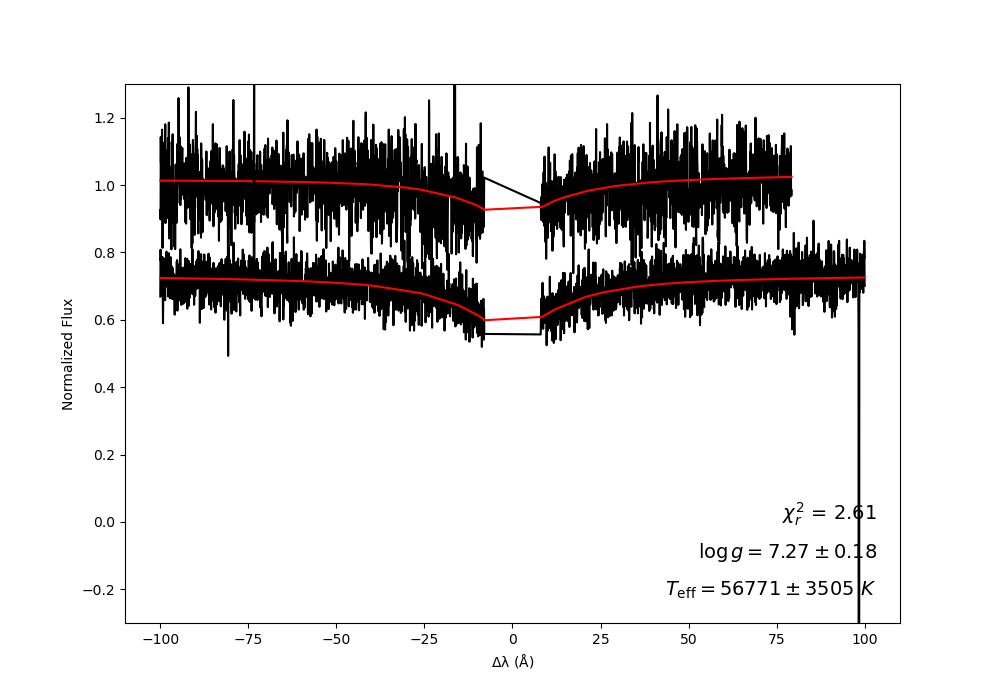 1.2
1.0
0.8
0.6
0.4
0.2
0.0
−0.2
Normalized Flux
χ²ᵣ = 2.61
log g = 7.27 ± 0.18
T_eff = 56771 ± 3505 K
−100 −75 −50 −25 0 25 50 75 100
Δλ (Å)